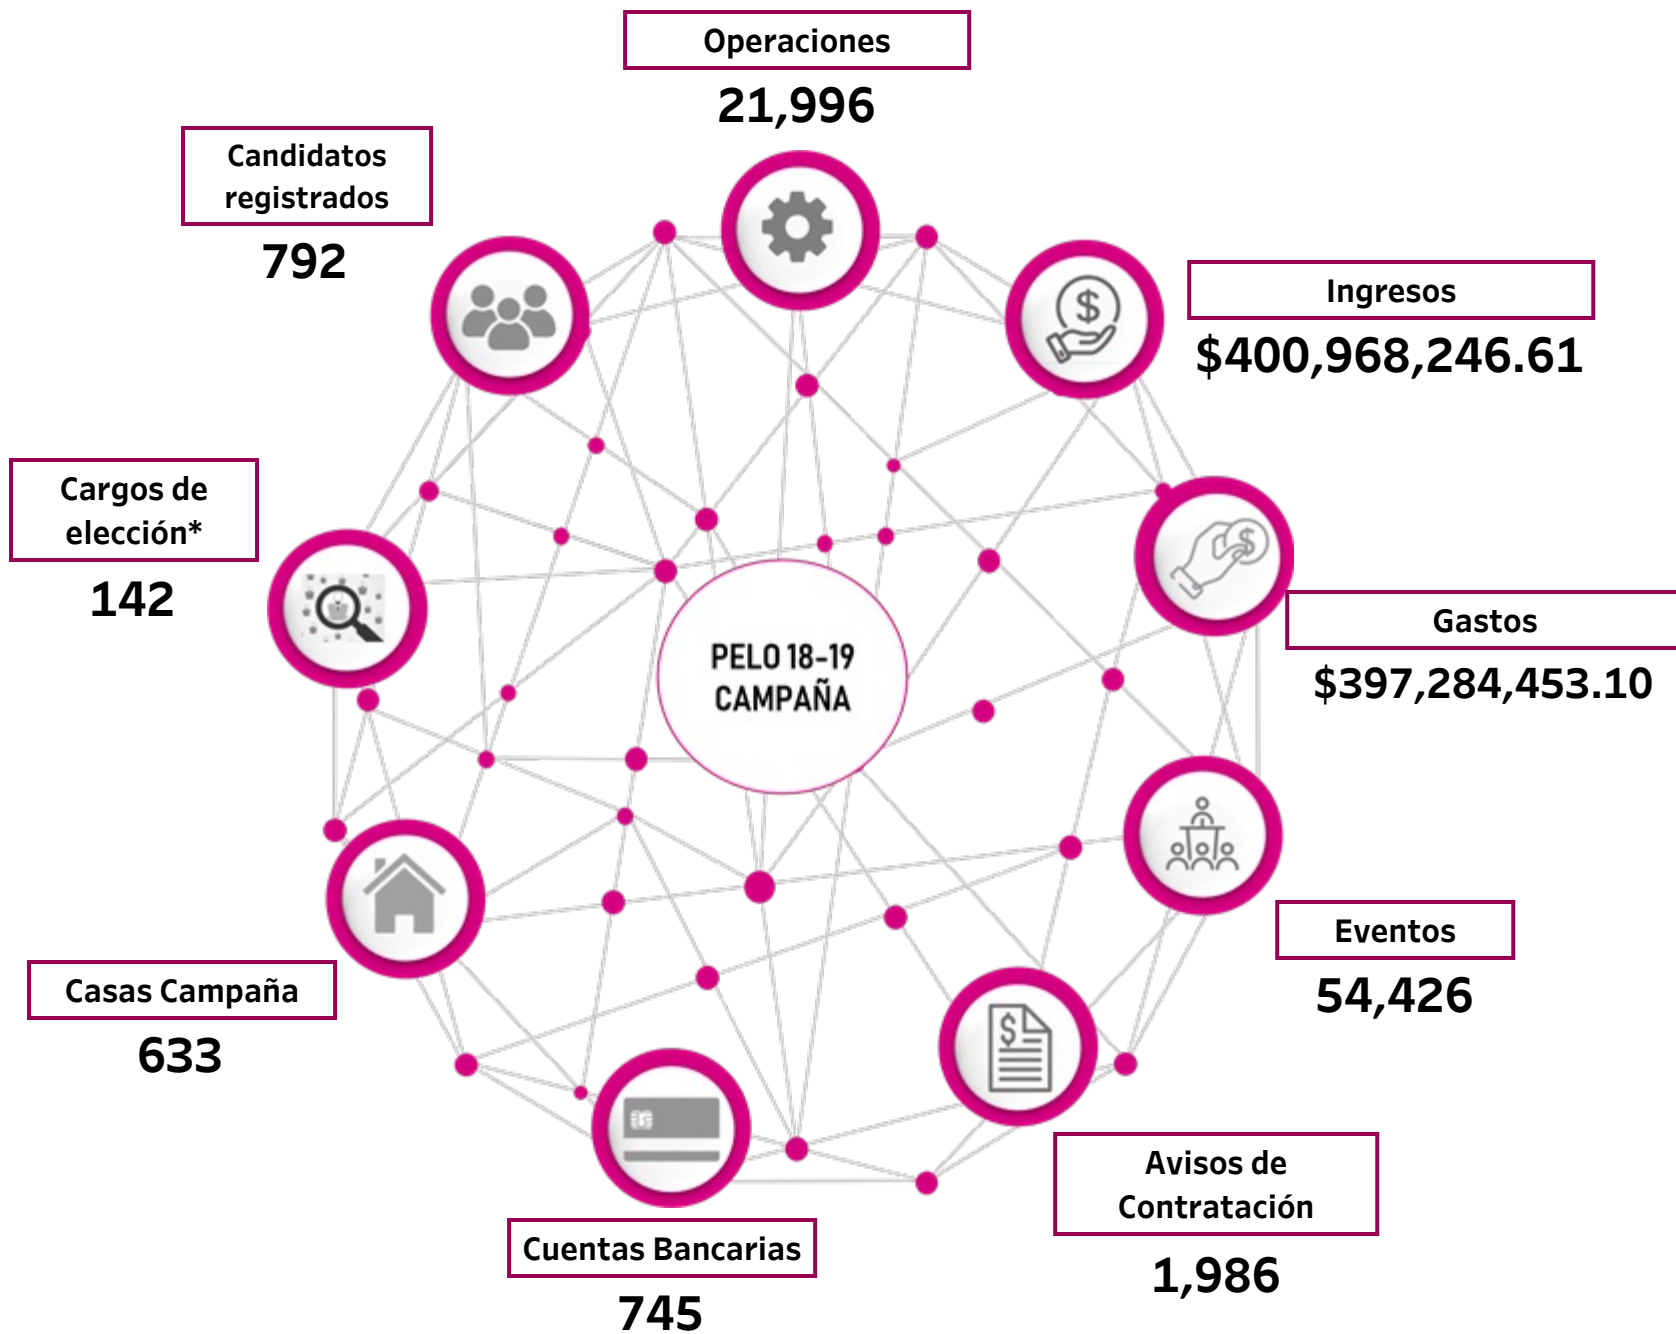 Operaciones
21,996
Candidatos
registrados
792
Ingresos
$400,968,246.61
Cargos de
elección*
142
Gastos
$397,284,453.10
PELO 18-19
CAMPAÑA
Eventos
54,426
Casas Campaña
633
Avisos de
Contratación
1,986
Cuentas Bancarias
745